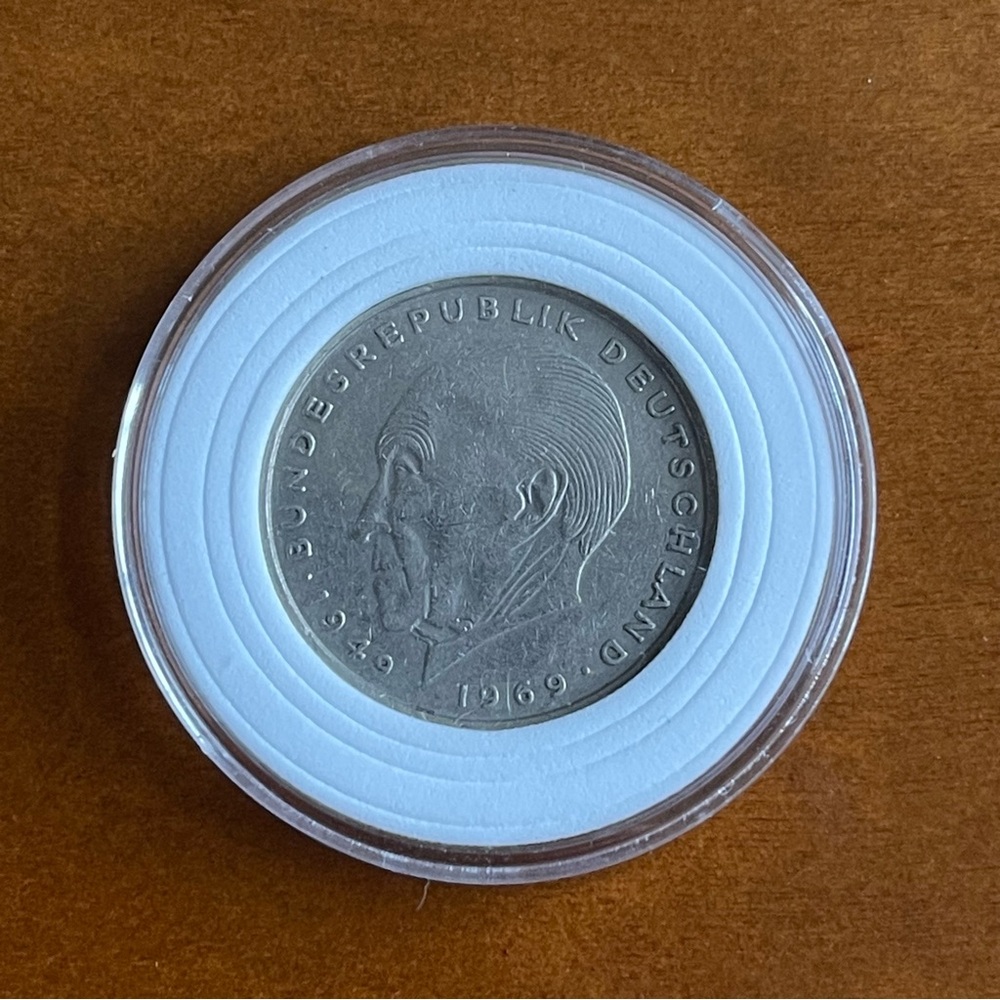 BUNDESREPUBLIK DEUTSCHLAND
· 1949
1969 ·